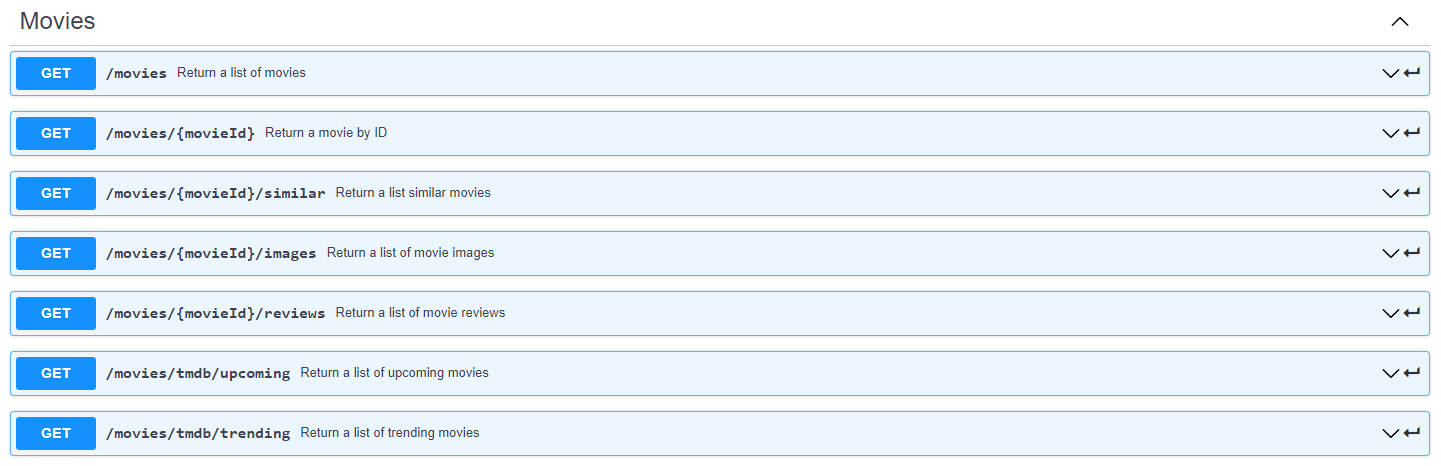 Movies
GET /movies Return a list of movies
GET /movies/{movieId} Return a movie by ID
GET /movies/{movieId}/similar Return a list similar movies
GET /movies/{movieId}/images Return a list of movie images
GET /movies/{movieId}/reviews Return a list of movie reviews
GET /movies/tmdb/upcoming Return a list of upcoming movies
GET /movies/tmdb/trending Return a list of trending movies